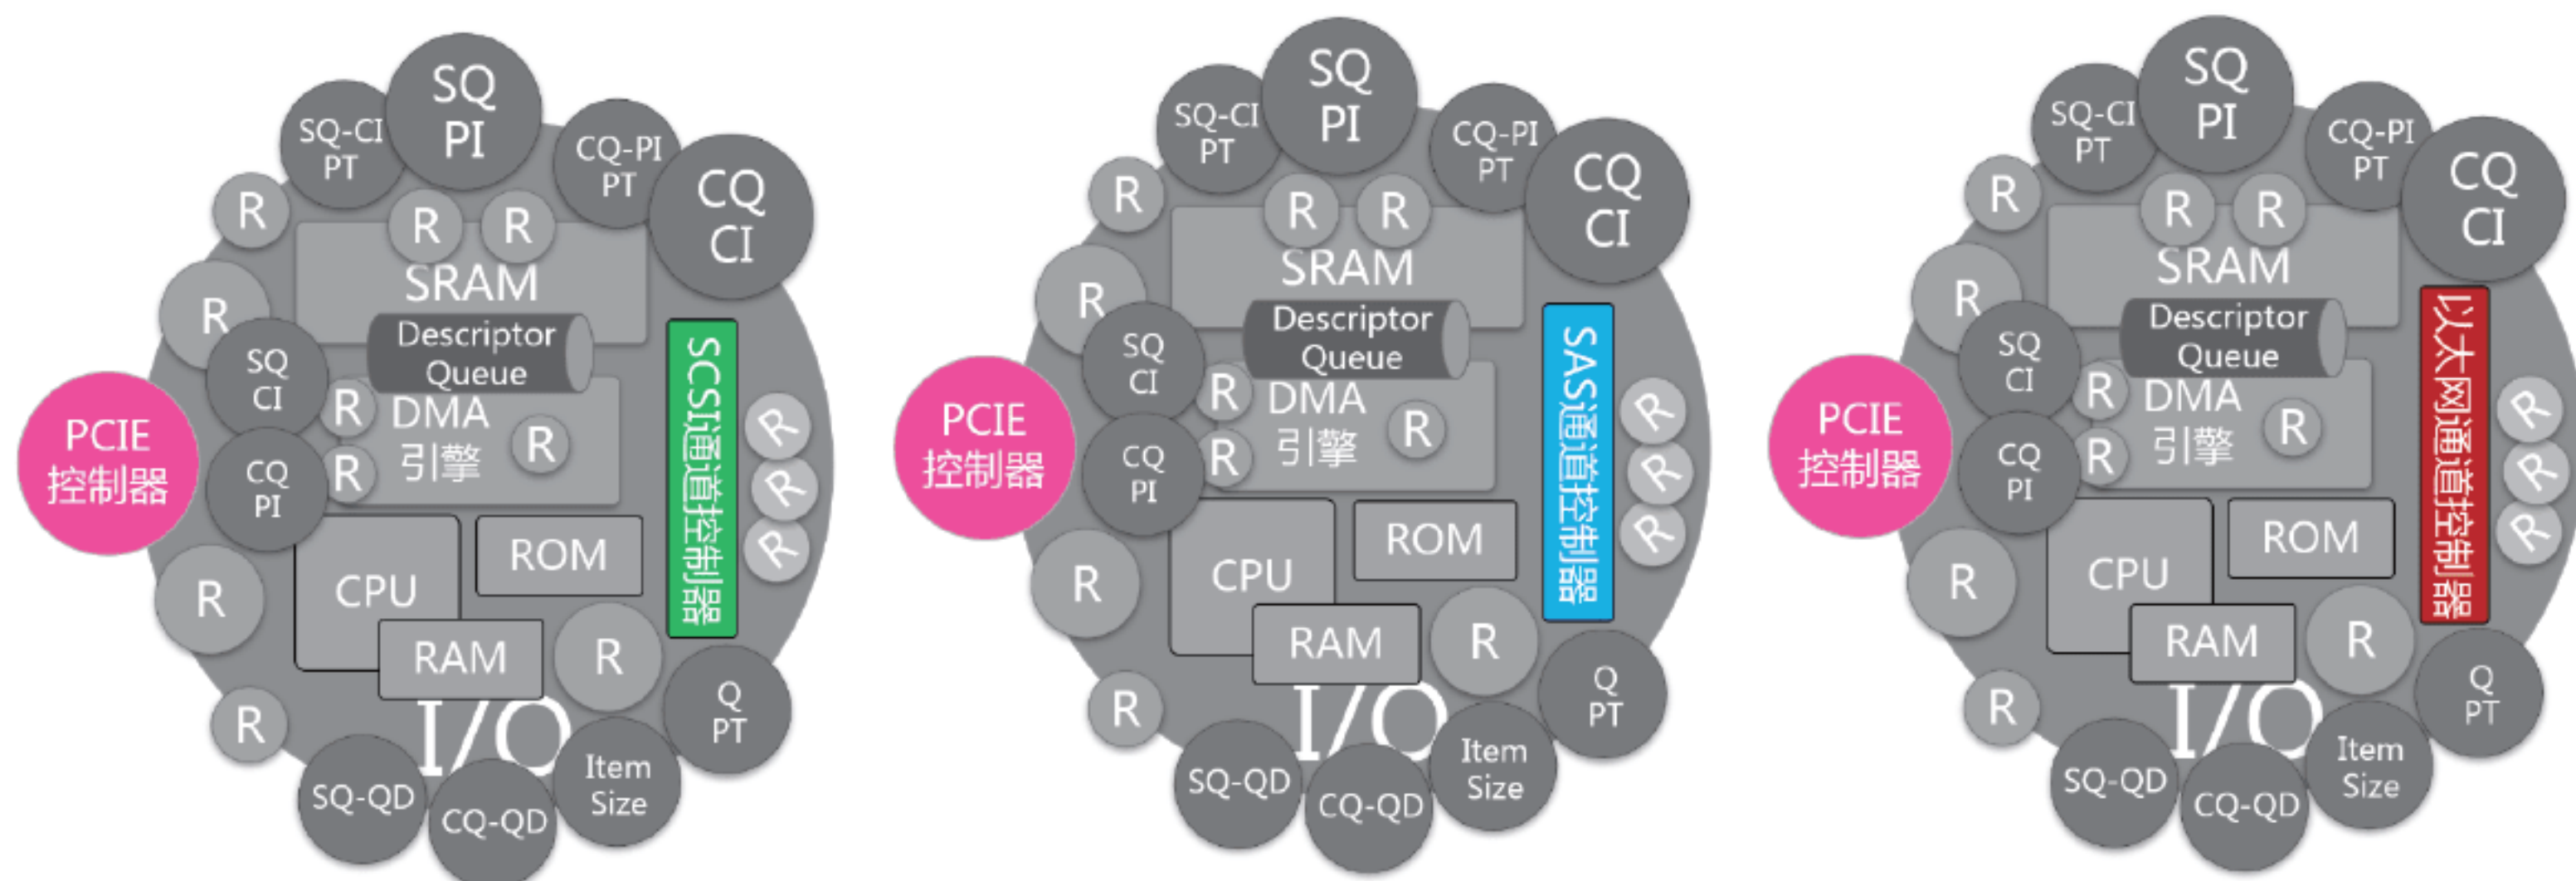 SQ
PI
SQ-CI
PT
CQ-PI
PT
CQ
CI
R
R
R
SRAM
R
Descriptor
Queue
SQ
CI
R
DMA
引擎
R
PCIE
控制器
CQ
PI
R
SCSI通道控制器
R
R
R
CPU
ROM
R
RAM
R
R
I/O
Q
PT
SQ-QD
CQ-QD
Item
Size
SQ
PI
SQ-CI
PT
CQ-PI
PT
CQ
CI
R
R
R
SRAM
R
Descriptor
Queue
SQ
CI
R
DMA
引擎
R
PCIE
控制器
CQ
PI
R
SAS通道控制器
R
R
R
CPU
ROM
R
RAM
R
R
I/O
Q
PT
SQ-QD
CQ-QD
Item
Size
SQ
PI
SQ-CI
PT
CQ-PI
PT
CQ
CI
R
R
R
SRAM
R
Descriptor
Queue
SQ
CI
R
DMA
引擎
R
PCIE
控制器
CQ
PI
R
以太网通道控制器
R
R
R
CPU
ROM
R
RAM
R
R
I/O
Q
PT
SQ-QD
CQ-QD
Item
Size